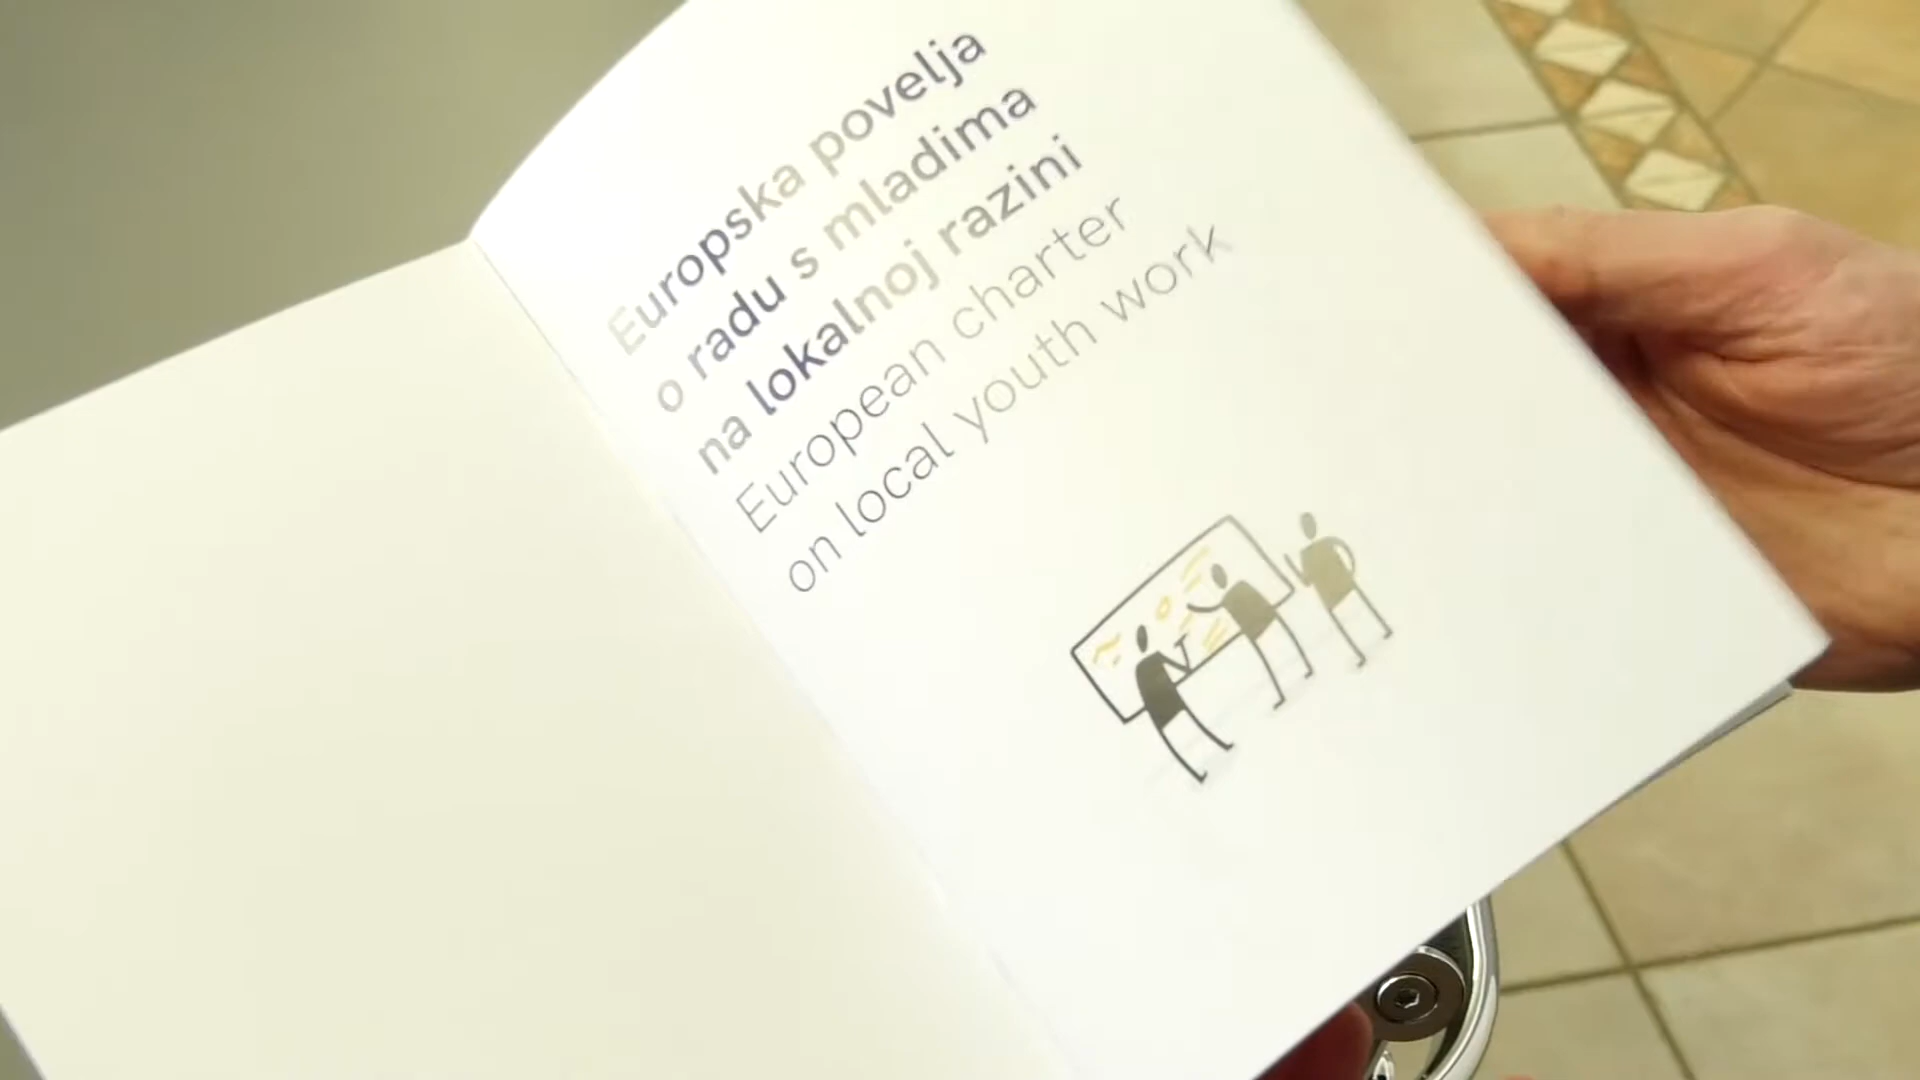 Europska povelja
o radu s mladima
na lokalnoj razini
European charter
on local youth work